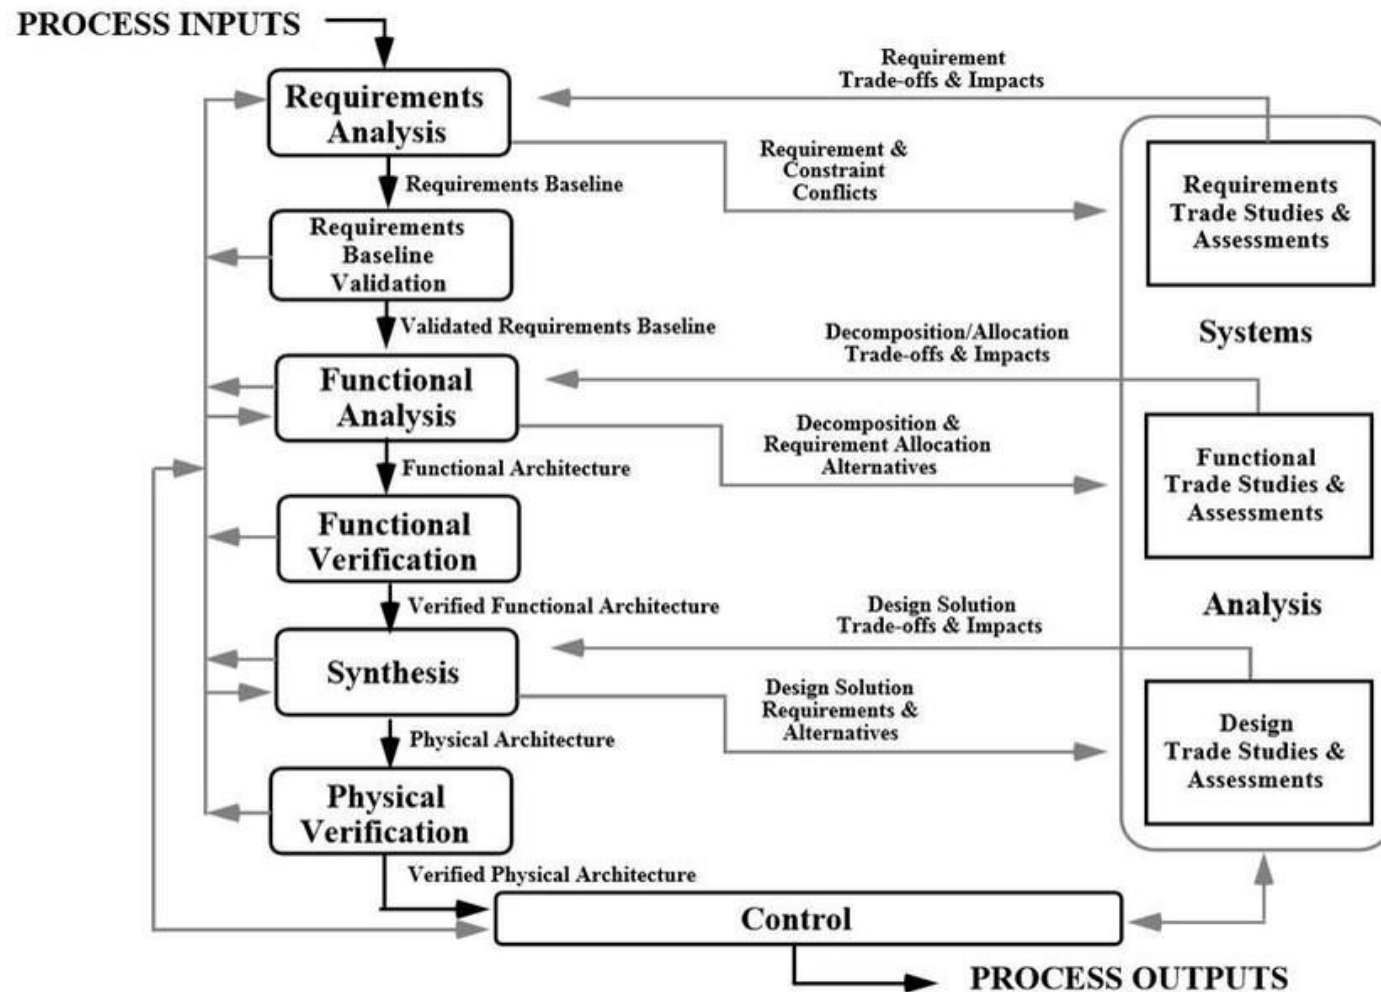 PROCESS INPUTS
Requirements
Analysis
Requirement
Trade-offs & Impacts
Requirement &
Constraint
Conflicts
Requirements
Trade Studies &
Assessments
Requirements Baseline
Requirements
Baseline
Validation
Systems
Validated Requirements Baseline
Decomposition/Allocation
Trade-offs & Impacts
Functional
Analysis
Decomposition &
Requirement Allocation
Alternatives
Functional
Trade Studies &
Assessments
Functional Architecture
Functional
Verification
Analysis
Verified Functional Architecture
Design Solution
Trade-offs & Impacts
Synthesis
Design Solution
Requirements &
Alternatives
Design
Trade Studies &
Assessments
Physical Architecture
Physical
Verification
Verified Physical Architecture
Control
PROCESS OUTPUTS